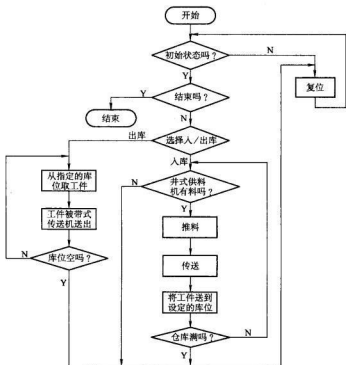 开始
初始状态吗?
N
Y
复位
结束吗?
Y
N
结束
选择入/出库
出库
入库
从指定的库
位取工件
井式供料
机有料吗?
N
Y
工件被带式
传送机送出
推料
传送
库位空吗?
N
Y
将工件送到
设定的库位
仓库满吗?
N
Y